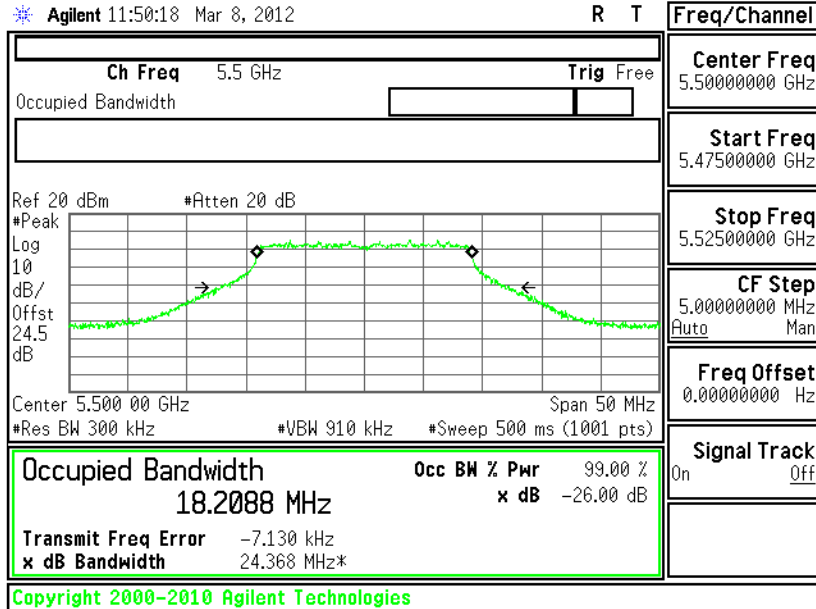 Agilent 11:50:18 Mar 8, 2012 R T
Freq/Channel
Ch Freq 5.5 GHz Trig Free
Occupied Bandwidth
Center Freq
5.50000000 GHz
Start Freq
5.47500000 GHz
Stop Freq
5.52500000 GHz
CF Step
5.00000000 MHz
Auto Man
Freq Offset
0.00000000 Hz
Signal Track
On Off
Ref 20 dBm #Atten 20 dB
#Peak
Log
10
dB/
Offst
24.5
dB
Center 5.500 00 GHz Span 50 MHz
#Res BW 300 kHz #VBW 910 kHz #Sweep 500 ms (1001 pts)
Occupied Bandwidth Occ BW % Pwr 99.00 %
18.2088 MHz x dB -26.00 dB
Transmit Freq Error -7.130 kHz
x dB Bandwidth 24.368 MHz*
Copyright 2000-2010 Agilent Technologies